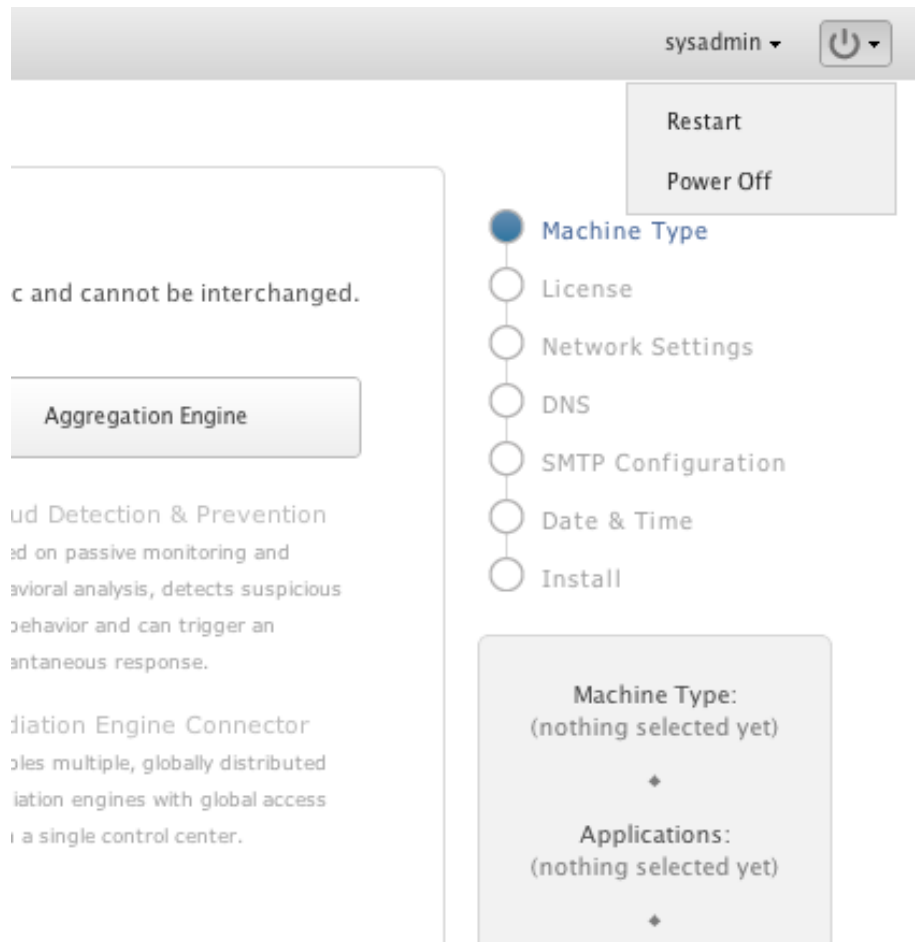 sysadmin
Restart
Power Off
c and cannot be interchanged.
Aggregation Engine
ud Detection & Prevention
ed on passive monitoring and
avioral analysis, detects suspicious
behavior and can trigger an
antaneous response.
diation Engine Connector
bles multiple, globally distributed
iation engines with global access
a single control center.
Machine Type
License
Network Settings
DNS
SMTP Configuration
Date & Time
Install
Machine Type:
(nothing selected yet)
Applications:
(nothing selected yet)